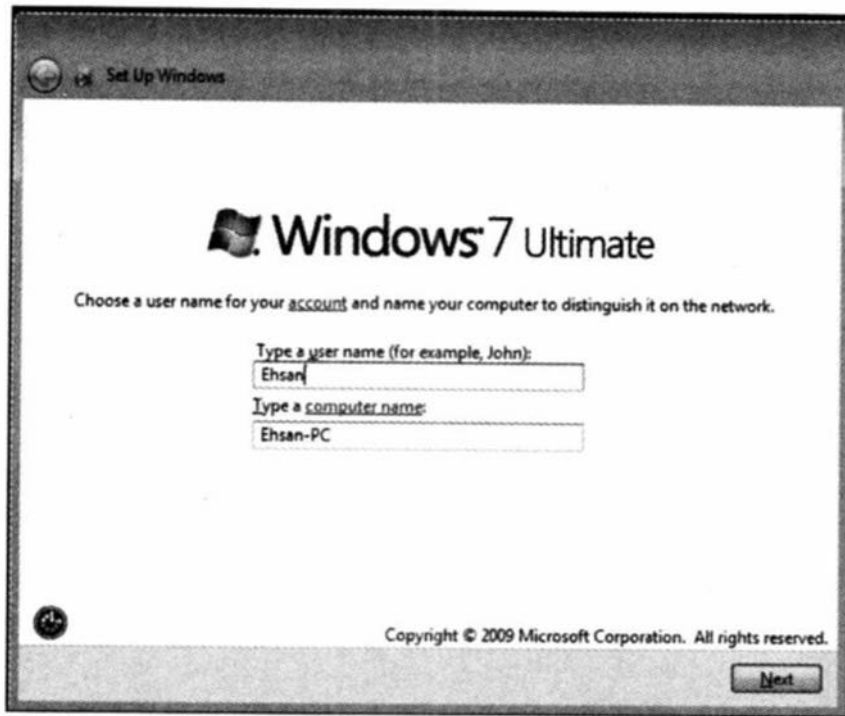 Set Up Windows
Windows 7 Ultimate
Choose a user name for your account and name your computer to distinguish it on the network.
Type a user name (for example, John):
Ehsan
Type a computer name:
Ehsan-PC
Copyright © 2009 Microsoft Corporation. All rights reserved.
Next